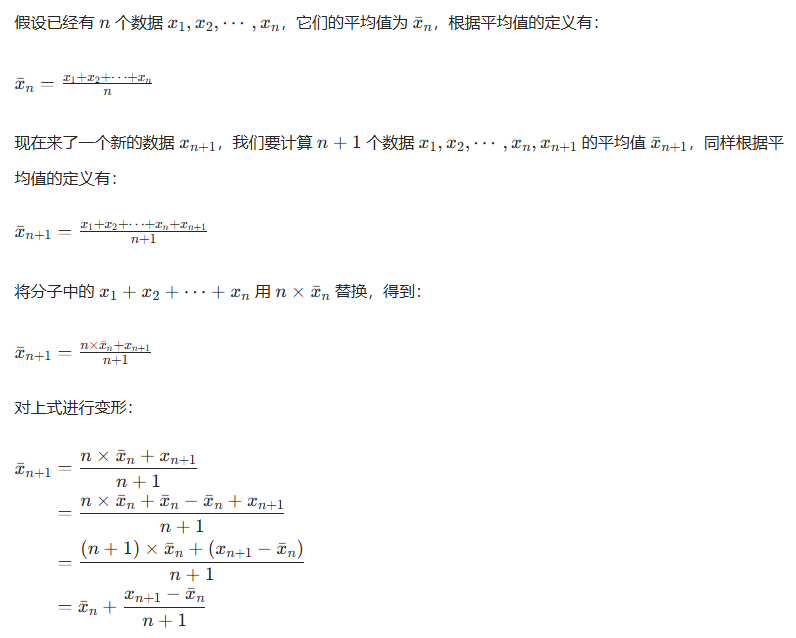 假设已经有 $n$ 个数据 $x_1, x_2, \cdots, x_n$，它们的平均值为 $\bar{x}_n$，根据平均值的定义有：
$\bar{x}_n = \frac{x_1+x_2+\cdots+x_n}{n}$
现在来了一个新的数据 $x_{n+1}$，我们要计算 $n+1$ 个数据 $x_1, x_2, \cdots, x_n, x_{n+1}$ 的平均值 $\bar{x}_{n+1}$，同样根据平
均值的定义有：
$\bar{x}_{n+1} = \frac{x_1+x_2+\cdots+x_n+x_{n+1}}{n+1}$
将分子中的 $x_1 + x_2 + \cdots + x_n$ 用 $n \times \bar{x}_n$ 替换，得到：
$\bar{x}_{n+1} = \frac{n \times \bar{x}_n + x_{n+1}}{n+1}$
对上式进行变形：
$\bar{x}_{n+1} = \frac{n \times \bar{x}_n + x_{n+1}}{n+1}$
$= \frac{n \times \bar{x}_n + \bar{x}_n - \bar{x}_n + x_{n+1}}{n+1}$
$= \frac{(n+1) \times \bar{x}_n + (x_{n+1} - \bar{x}_n)}{n+1}$
$= \bar{x}_n + \frac{x_{n+1} - \bar{x}_n}{n+1}$